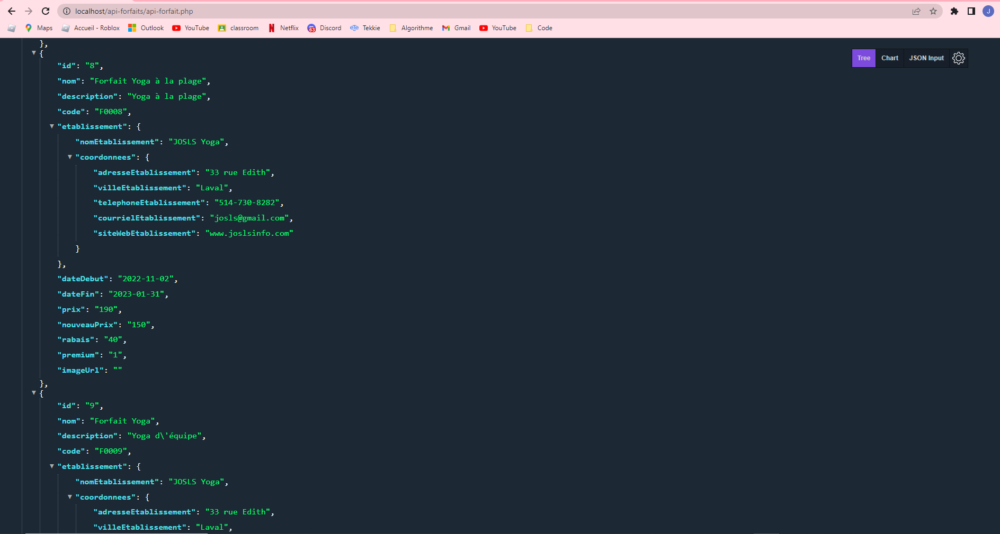 localhost/api-forfaits/api-forfait.php
J
Maps Accueil - Roblox Outlook YouTube classroom Netflix 63 Discord eTe Tekkie Algorithme Gmail YouTube Code
},
{
Tree Chart JSON Input
"id": "8",
"nom": "Forfait Yoga à la plage",
"description": "Yoga à la plage",
"code": "F0008",
"etablissement": {
"nomEtablissement": "JOSLS Yoga",
"coordonnees": {
"adresseEtablissement": "33 rue Edith",
"villeEtablissement": "Laval",
"telephoneEtablissement": "514-730-8282",
"courrielEtablissement": "josls@gmail.com",
"siteWebEtablissement": "www.joslsinfo.com"
}
},
"dateDebut": "2022-11-02",
"dateFin": "2023-01-31",
"prix": "190",
"nouveauPrix": "150",
"rabais": "40",
"premium": "1",
"imageUrl": ""
},
{
"id": "9",
"nom": "Forfait Yoga",
"description": "Yoga d\'équipe",
"code": "F0009",
"etablissement": {
"nomEtablissement": "JOSLS Yoga",
"coordonnees": {
"adresseEtablissement": "33 rue Edith",
"villeEtablissement": "Laval",